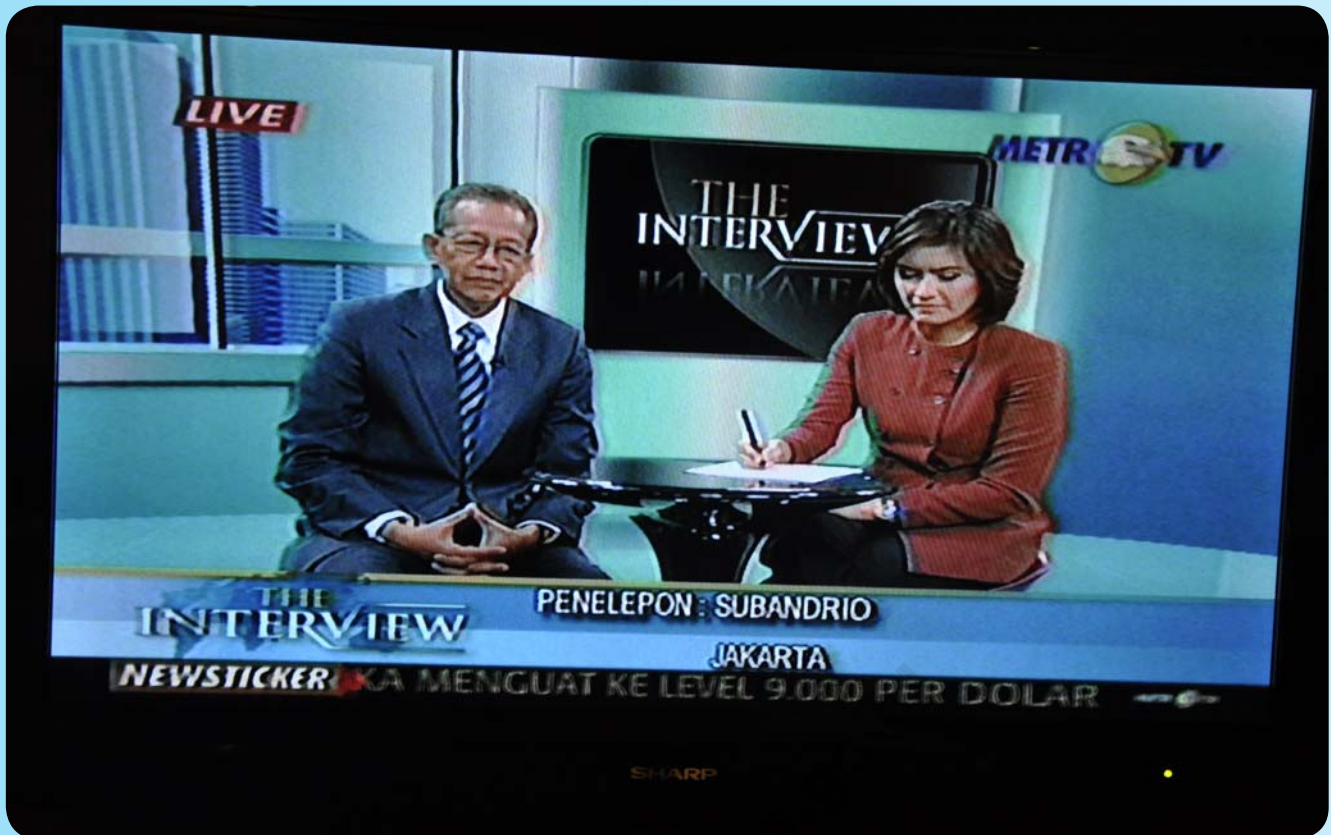 LIVE
METRO TV
THE
INTERVIEW
THE
INTERVIEW
PENELEPON : SUBANDRIO
JAKARTA
NEWSTICKER KA MENGUAT KE LEVEL 9.000 PER DOLAR
SHARP